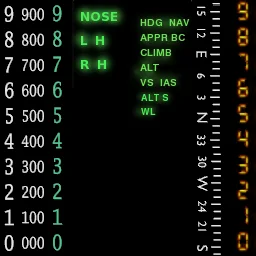 9 900 9
8 800 8
7 700 7
6 600 6
5 500 5
4 400 4
3 300 3
2 200 2
1 100 1
0 000 0
NOSE
L H
R H
HDG NAV
APPR BC
CLIMB
ALT
VS IAS
ALT S
WL
15
12
E
6
3
N
33
30
W
24
21
S
9
8
7
6
5
4
3
2
1
0